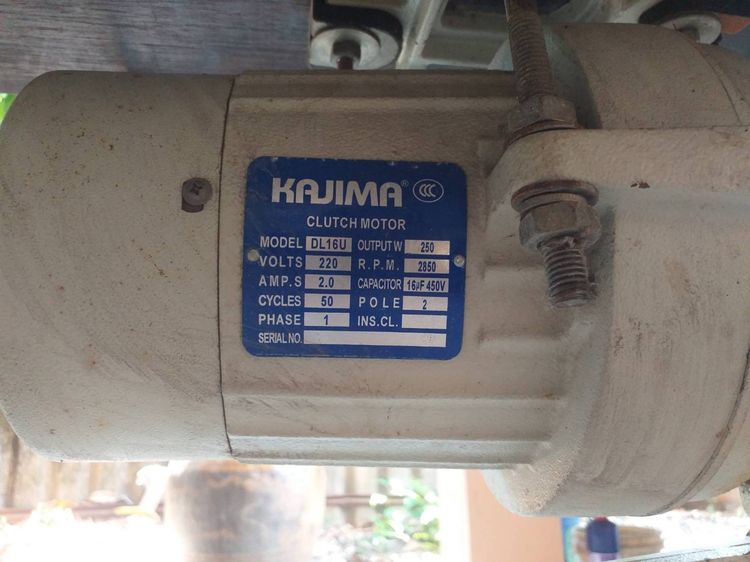 KAJIMA® CCC
CLUTCH MOTOR
MODEL DL16U OUTPUT W 250
VOLTS 220 R.P.M. 2850
AMP.S 2.0 CAPACITOR 16µF 450V
CYCLES 50 POLE 2
PHASE 1 INS.CL.
SERIAL NO.